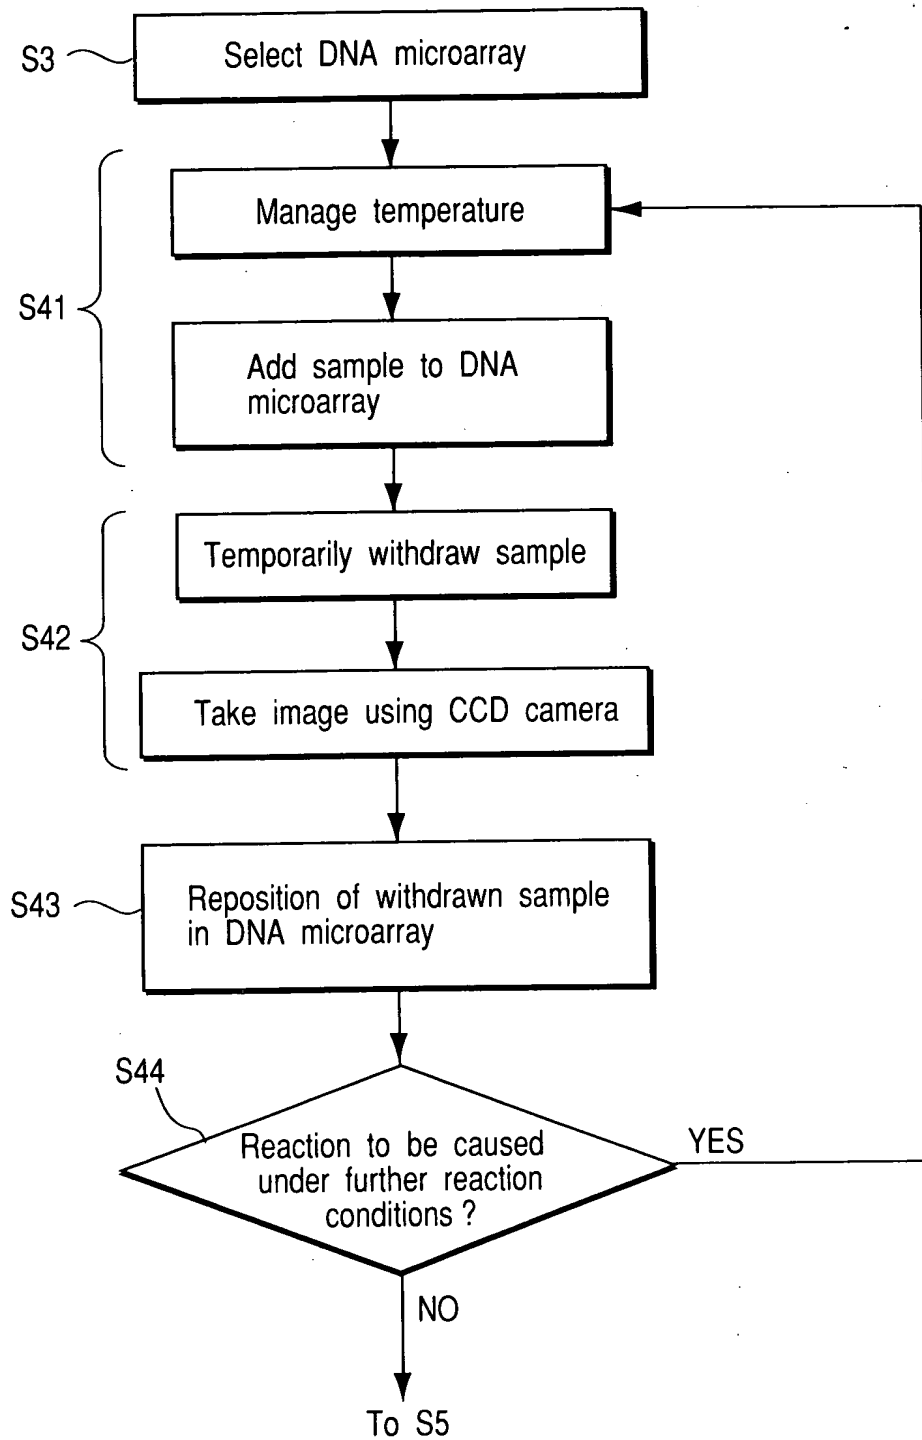 S3
Select DNA microarray
Manage temperature
S41
Add sample to DNA
microarray
Temporarily withdraw sample
S42
Take image using CCD camera
S43
Reposition of withdrawn sample
in DNA microarray
S44
Reaction to be caused
under further reaction
conditions ?
YES
NO
To S5